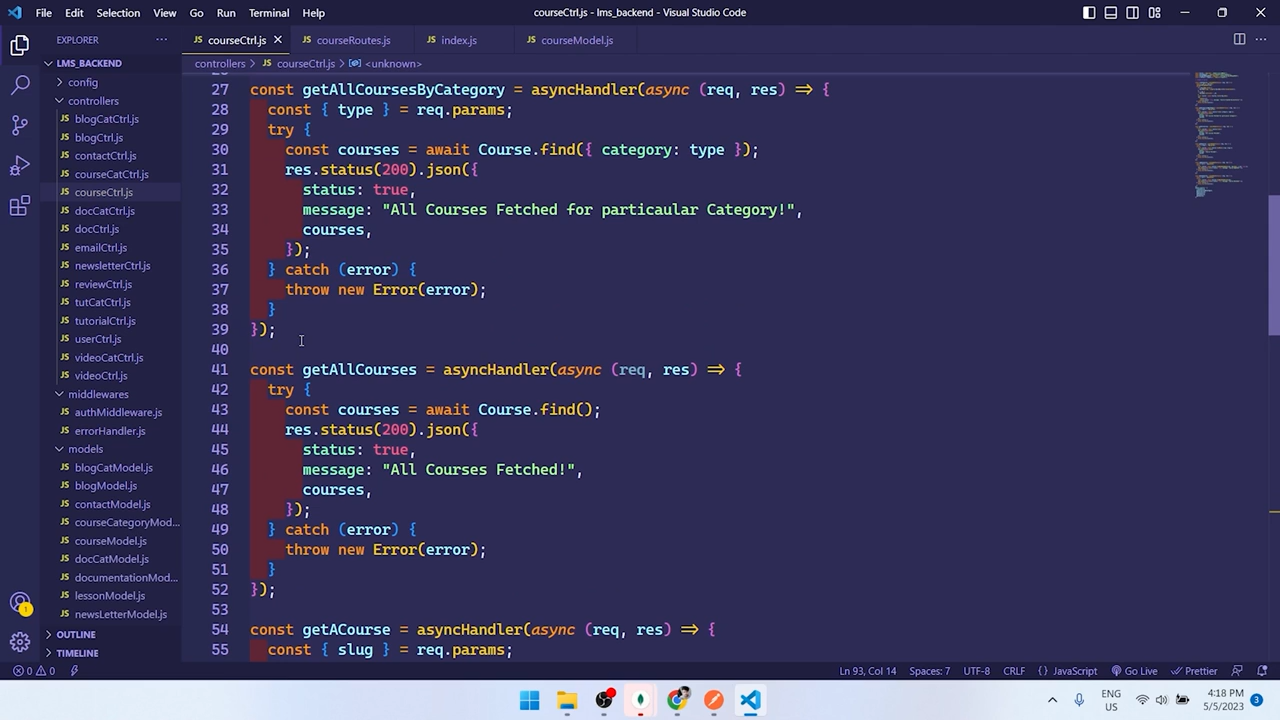 File Edit Selection View Go Run Terminal Help
courseCtrl.js - lms_backend - Visual Studio Code
EXPLORER
courseCtrl.js courseRoutes.js index.js courseModel.js
controllers > courseCtrl.js > <unknown>
LMS_BACKEND
config
controllers
blogCatCtrl.js
blogCtrl.js
contactCtrl.js
courseCatCtrl.js
courseCtrl.js
docCatCtrl.js
docCtrl.js
emailCtrl.js
newsletterCtrl.js
reviewCtrl.js
tutCatCtrl.js
tutorialCtrl.js
userCtrl.js
videoCatCtrl.js
videoCtrl.js
middlewares
authMiddleware.js
errorHandler.js
models
blogCatModel.js
blogModel.js
contactModel.js
courseCategoryMod...
courseModel.js
docCatModel.js
documentationMod...
lessonModel.js
newsLetterModel.js
OUTLINE
TIMELINE
27 const getAllCoursesByCategory = asyncHandler(async (req, res) => {
28 const { type } = req.params;
29 try {
30 const courses = await Course.find({ category: type });
31 res.status(200).json({
32 status: true,
33 message: "All Courses Fetched for particaular Category!",
34 courses,
35 });
36 } catch (error) {
37 throw new Error(error);
38 }
39 });
40
41 const getAllCourses = asyncHandler(async (req, res) => {
42 try {
43 const courses = await Course.find();
44 res.status(200).json({
45 status: true,
46 message: "All Courses Fetched!",
47 courses,
48 });
49 } catch (error) {
50 throw new Error(error);
51 }
52 });
53
54 const getACourse = asyncHandler(async (req, res) => {
55 const { slug } = req.params;
0 0 Ln 93, Col 14 Spaces: 7 UTF-8 CRLF {} JavaScript Go Live Prettier
ENG
US
4:18 PM
5/5/2023
3